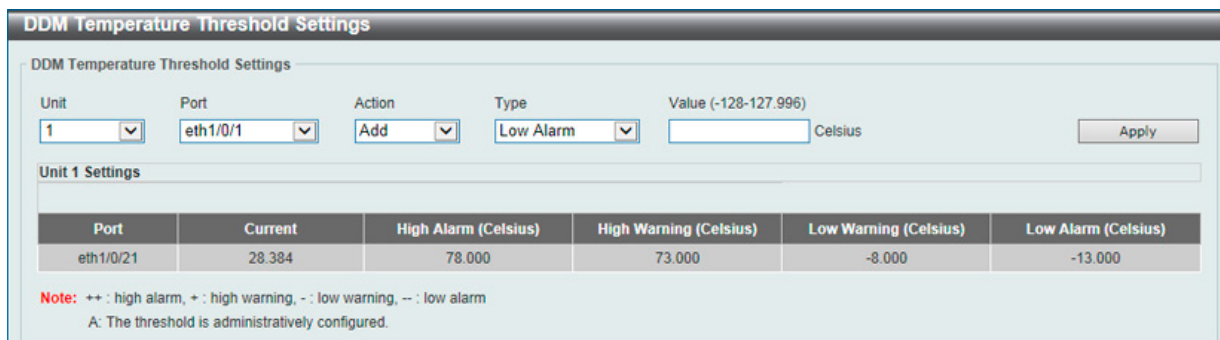 DDM Temperature Threshold Settings
DDM Temperature Threshold Settings
Unit Port Action Type Value (-128-127.996)
1 eth1/0/1 Add Low Alarm Celsius Apply
Unit 1 Settings
Port Current High Alarm (Celsius) High Warning (Celsius) Low Warning (Celsius) Low Alarm (Celsius)
eth1/0/21 28.384 78.000 73.000 -8.000 -13.000
Note: ++ : high alarm, + : high warning, - : low warning, -- : low alarm
A: The threshold is administratively configured.